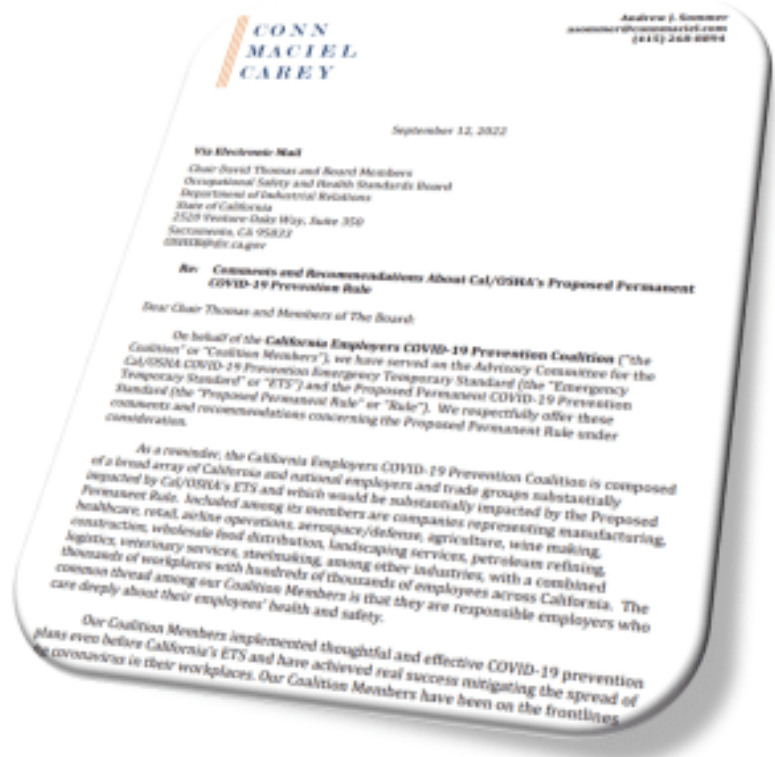 CONN
MACIEL
CAREY
Andrew J. Sommer
asommer@connmaciel.com
(415) 268-8894
September 12, 2022
Via Electronic Mail
Chair David Thomas and Board Members
Occupational Safety and Health Standards Board
Department of Industrial Relations
State of California
2520 Venture Oaks Way, Suite 350
Sacramento, CA 95833
OSHSB@dir.ca.gov
Re: Comments and Recommendations About Cal/OSHA's Proposed Permanent
COVID-19 Prevention Rule
Dear Chair Thomas and Members of The Board:
On behalf of the California Employers COVID-19 Prevention Coalition ("the
Coalition" or "Coalition Members"), we have served on the Advisory Committee for the
Cal/OSHA COVID-19 Prevention Emergency Temporary Standard (the "Emergency
Temporary Standard" or "ETS") and the Proposed Permanent COVID-19 Prevention
Standard (the "Proposed Permanent Rule" or "Rule"). We respectfully offer these
comments and recommendations concerning the Proposed Permanent Rule under
consideration.
As a reminder, the California Employers COVID-19 Prevention Coalition is composed
of a broad array of California and national employers and trade groups substantially
impacted by Cal/OSHA's ETS and which would be substantially impacted by the Proposed
Permanent Rule. Included among its members are companies representing manufacturing,
healthcare, retail, airline operations, aerospace/defense, agriculture, wine making,
construction, wholesale food distribution, landscaping services, petroleum refining,
logistics, veterinary services, steelmaking, among other industries, with a combined
thousands of workplaces with hundreds of thousands of employees across California. The
common thread among our Coalition Members is that they are responsible employers who
care deeply about their employees' health and safety.
Our Coalition Members implemented thoughtful and effective COVID-19 prevention
plans even before California's ETS and have achieved real success mitigating the spread of
coronavirus in their workplaces. Our Coalition Members have been on the frontlines